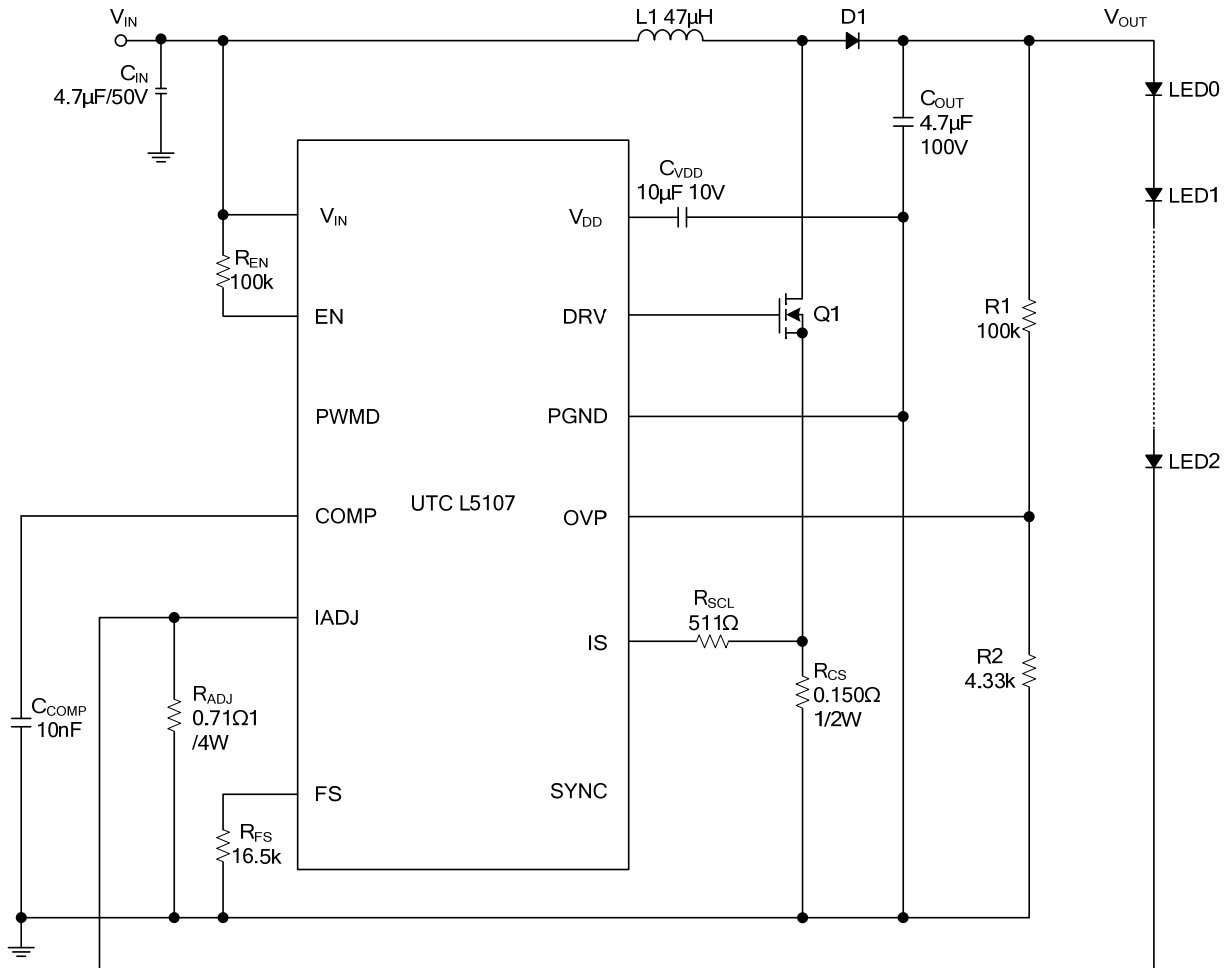 VIN
L1 47µH
D1
VOUT
CIN
4.7µF/50V
LED0
COUT
4.7µF
100V
CVDD
10µF 10V
LED1
VIN
VDD
REN
100k
EN
DRV
Q1
R1
100k
PWMD
PGND
LED2
COMP
UTC L5107
OVP
IADJ
RSCL
511Ω
IS
RCS
0.150Ω
1/2W
R2
4.33k
CCOMP
10nF
RADJ
0.71Ω1
/4W
FS
SYNC
RFS
16.5k